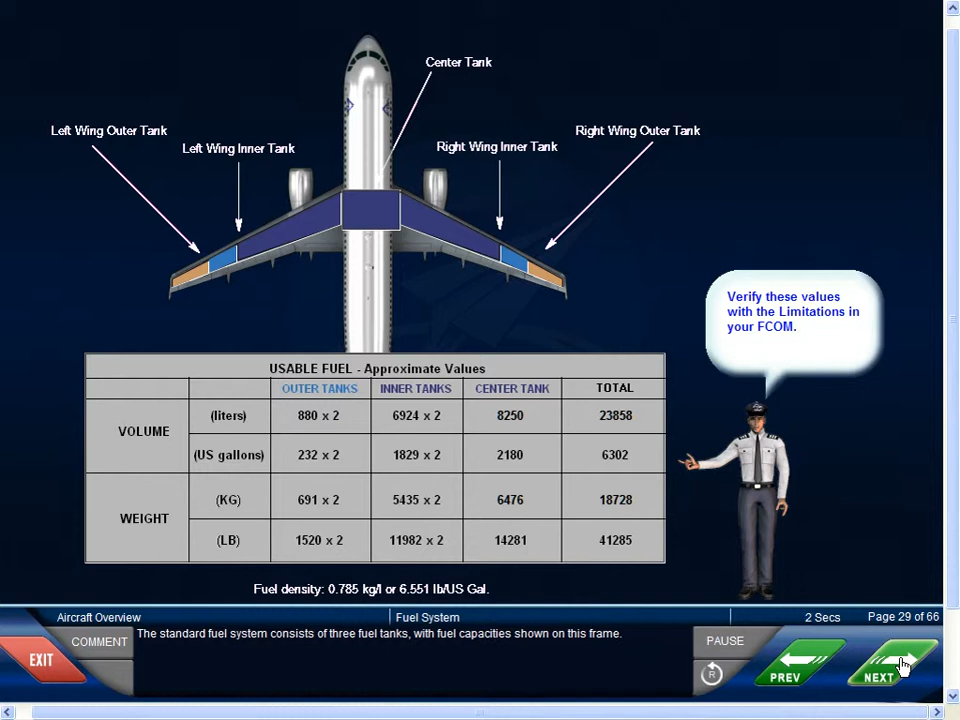 Center Tank
Left Wing Outer Tank
Right Wing Outer Tank
Left Wing Inner Tank
Right Wing Inner Tank
Verify these values
with the Limitations in
your FCOM.
USABLE FUEL - Approximate Values
OUTER TANKS INNER TANKS CENTER TANK TOTAL
VOLUME
(liters) 880 x 2 6924 x 2 8250 23858
(US gallons) 232 x 2 1829 x 2 2180 6302
WEIGHT
(KG) 691 x 2 5435 x 2 6476 18728
(LB) 1520 x 2 11982 x 2 14281 41285
Fuel density: 0.785 kg/l or 6.551 lb/US Gal.
Aircraft Overview Fuel System 2 Secs Page 29 of 66
COMMENT The standard fuel system consists of three fuel tanks, with fuel capacities shown on this frame. PAUSE
EXIT R PREV NEXT